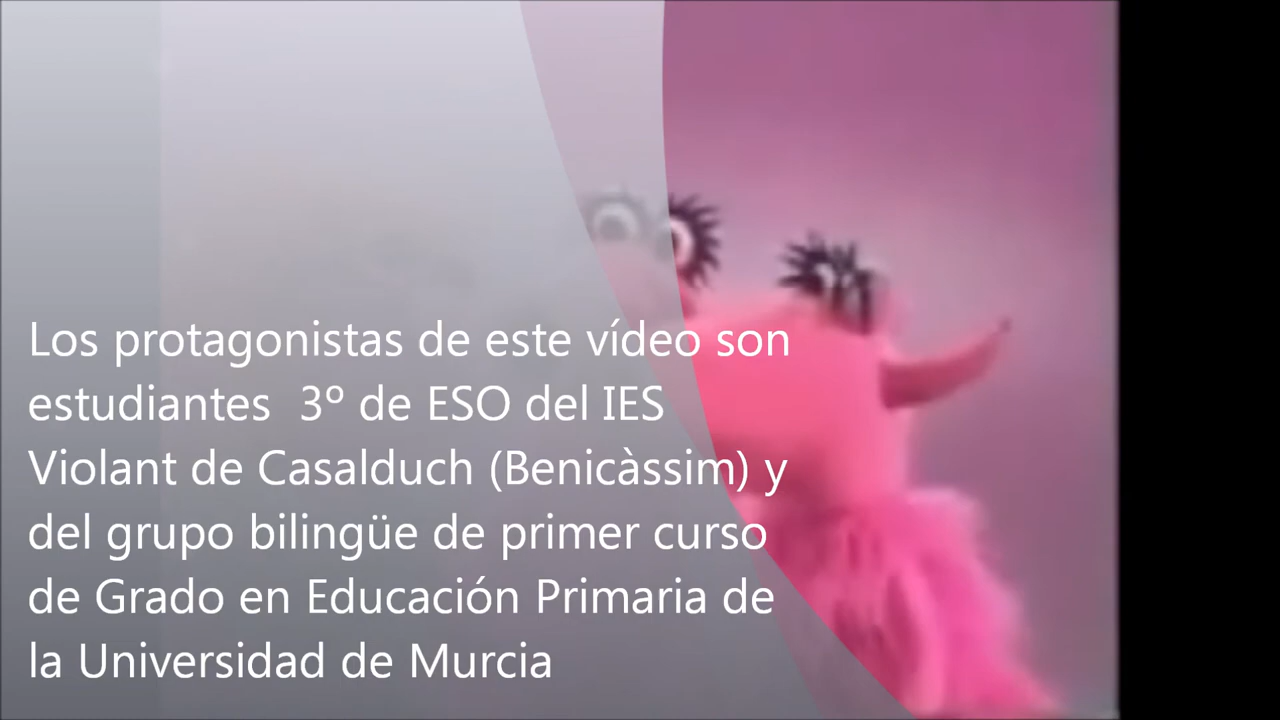 Los protagonistas de este vídeo son
estudiantes  3º de ESO del IES
Violant de Casalduch (Benicàssim) y
del grupo bilingüe de primer curso
de Grado en Educación Primaria de
la Universidad de Murcia